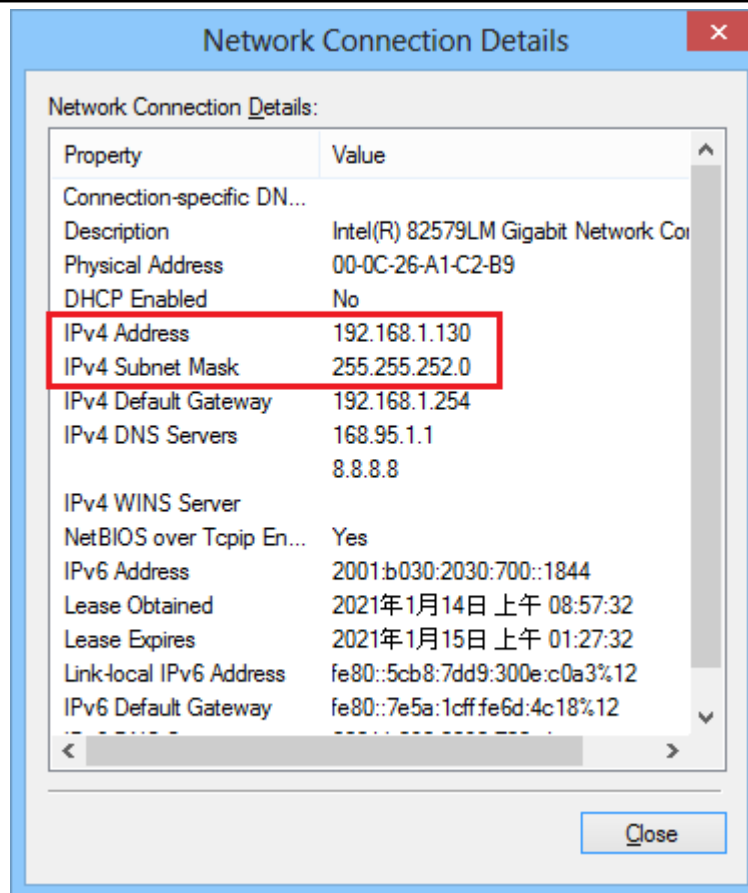 Network Connection Details
Network Connection Details:
Property Value
Connection-specific DN...
Description Intel(R) 82579LM Gigabit Network Co
Physical Address 00-0C-26-A1-C2-B9
DHCP Enabled No
IPv4 Address 192.168.1.130
IPv4 Subnet Mask 255.255.252.0
IPv4 Default Gateway 192.168.1.254
IPv4 DNS Servers 168.95.1.1
8.8.8.8
IPv4 WINS Server
NetBIOS over Tcpip En... Yes
IPv6 Address 2001:b030:2030:700::1844
Lease Obtained 2021年1月14日 上午 08:57:32
Lease Expires 2021年1月15日 上午 01:27:32
Link-local IPv6 Address fe80::5cb8:7dd9:300e:c0a3%12
IPv6 Default Gateway fe80::7e5a:1cff:fe6d:4c18%12
Close